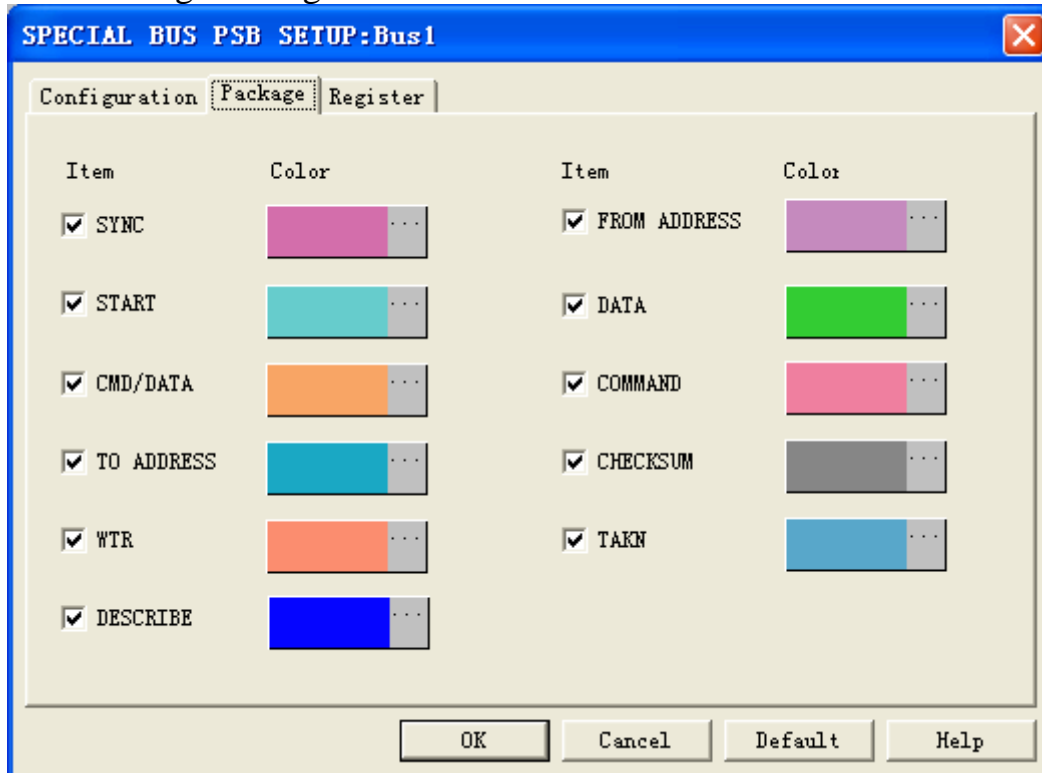 SPECIAL BUS PSB SETUP:Bus1
Configuration Package Register
Item Color Item Color
SYNC ... FROM ADDRESS ...
START ... DATA ...
CMD/DATA ... COMMAND ...
TO ADDRESS ... CHECKSUM ...
WTR ... TAKN ...
DESCRIBE ...
OK Cancel Default Help